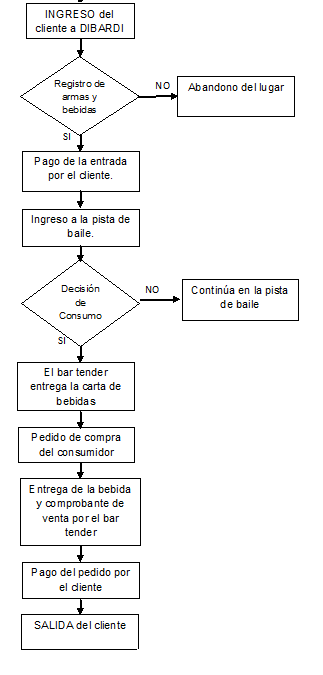 INGRESO del
cliente a DIBARDI
Registro de
armas y
bebidas
NO
Abandono del lugar
SI
Pago de la entrada
por el cliente.
Ingreso a la pista de
baile.
Decisión
de
Consumo
NO
Continúa en la pista
de baile
SI
El bar tender
entrega la carta de
bebidas
Pedido de compra
del consumidor
Entrega de la bebida
y comprobante de
venta por el bar
tender
Pago del pedido por
el cliente
SALIDA del cliente